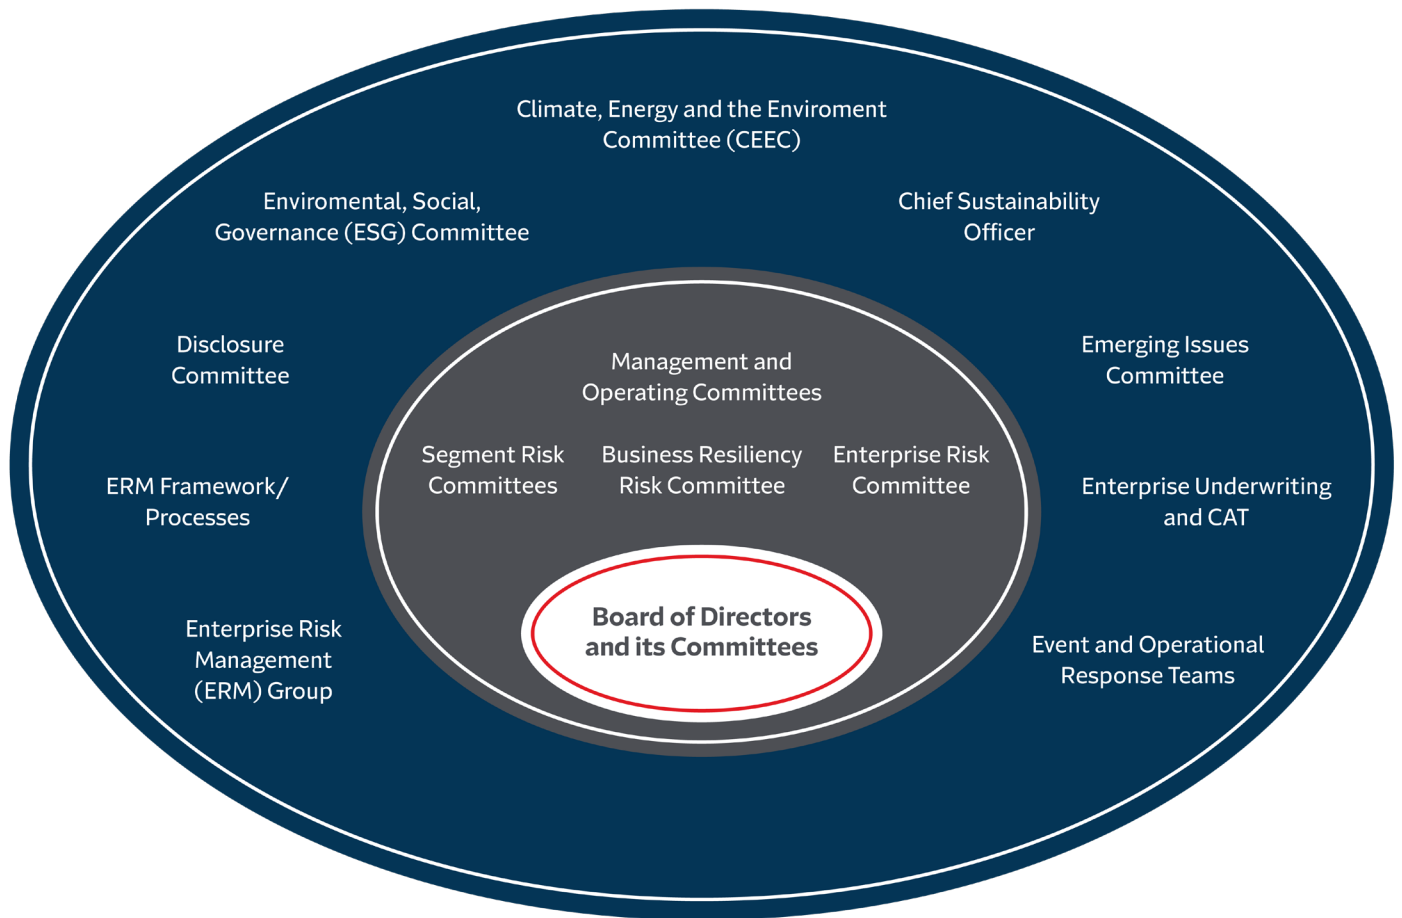 Climate, Energy and the Enviroment
Committee (CEEC)
Enviromental, Social,
Governance (ESG) Committee
Chief Sustainability
Officer
Disclosure
Committee
Emerging Issues
Committee
Management and
Operating Committees
Segment Risk
Committees
Business Resiliency
Risk Committee
Enterprise Risk
Committee
ERM Framework/
Processes
Enterprise Underwriting
and CAT
Board of Directors
and its Committees
Enterprise Risk
Management
(ERM) Group
Event and Operational
Response Teams